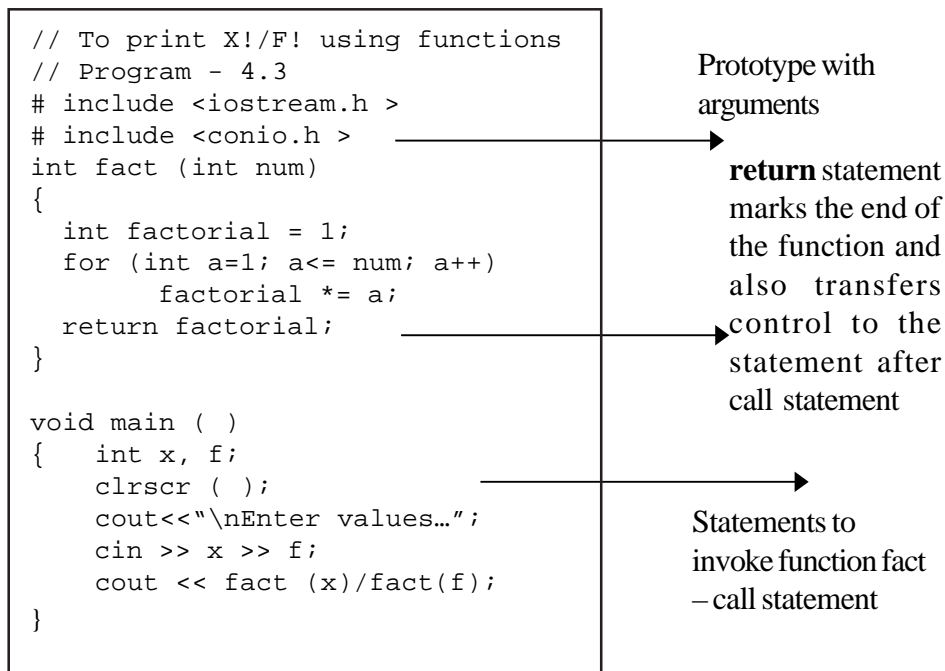 // To print X!/F! using functions
// Program - 4.3
# include <iostream.h >
# include <conio.h >
int fact (int num)
{
  int factorial = 1;
  for (int a=1; a<= num; a++)
        factorial *= a;
  return factorial;
}
void main ( )
{    int x, f;
    clrscr ( );
    cout<<“\nEnter values…”;
    cin >> x >> f;
    cout << fact (x)/fact(f);
}
Prototype with
arguments
return statement
marks the end of
the function and
also transfers
control to the
statement after
call statement
Statements to
invoke function fact
– call statement